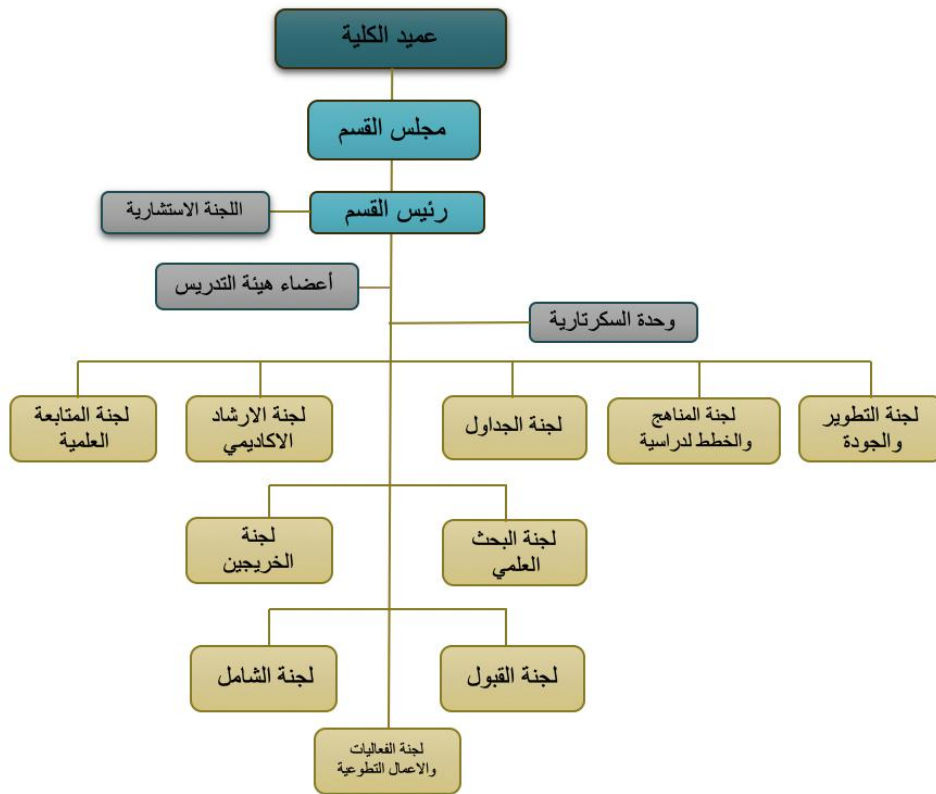 عميد الكلية
مجلس القسم
رئيس القسم
اللجنة الاستشارية
أعضاء هيئة التدريس
وحدة السكرتارية
لجنة التطوير
والجودة
لجنة المناهج
والخطط لدراسية
لجنة الجداول
لجنة الارشاد
الاكاديمي
لجنة المتابعة
العلمية
لجنة البحث
العلمي
لجنة
الخريجين
لجنة القبول
لجنة الشامل
لجنة الفعاليات
والاعمال التطوعية